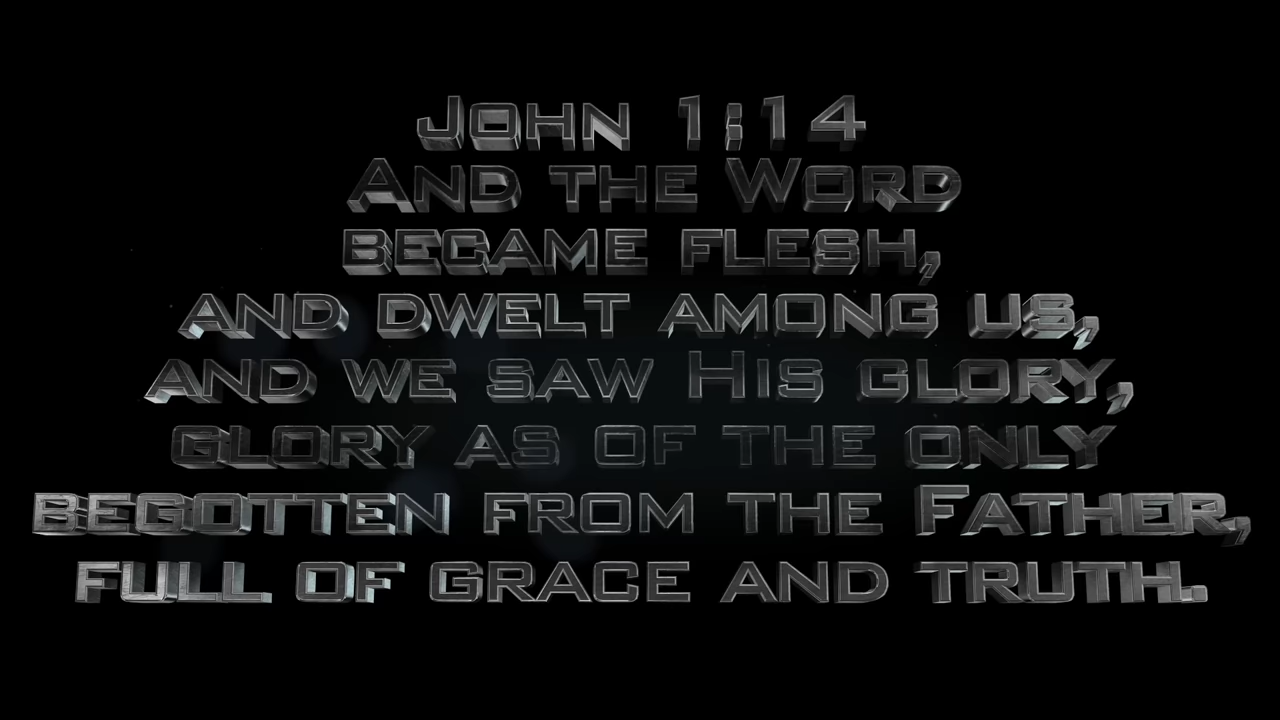 John 1:14
And the Word
became flesh,
and dwelt among us,
and we saw His glory,
glory as of the only
begotten from the Father,
full of grace and truth.